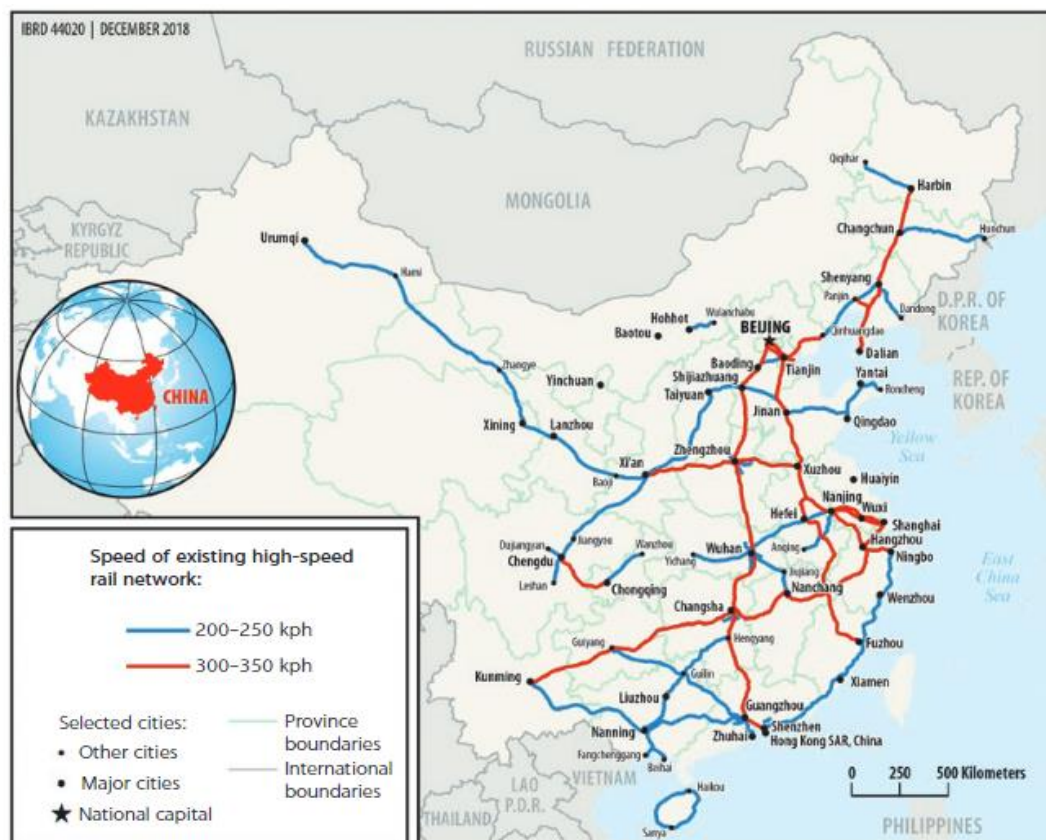 IBRD 44020 | DECEMBER 2018
RUSSIAN FEDERATION
KAZAKHSTAN
MONGOLIA
KYRGYZ
REPUBLIC
Qiqihar
Harbin
Changchun
Hunchun
Urumqi
Hami
Shenyang
Panjin
Dandong
D.P.R. OF
KOREA
Hohhot
Wulanchabu
Baotou
BEIJING
Qinhuangdao
Dalian
Baoding
Tianjin
Yantai
REP. OF
KOREA
Zhangye
Yinchuan
Shijiazhuang
Taiyuan
Rongcheng
CHINA
Jinan
Qingdao
Xining
Lanzhou
Yellow
Sea
Xi'an
Zhengzhou
Xuzhou
Baoji
Huaiyin
Nanjing
Wuxi
Hefei
Shanghai
Dujiangyan
Jiangyou
Wanzhou
Wuhan
Anqing
Hangzhou
Chengdu
Yichang
Ningbo
East
China
Sea
Leshan
Chongqing
Jiujiang
Nanchang
Wenzhou
Changsha
Guiyang
Hengyang
Fuzhou
Kunming
Guilin
Xiamen
Liuzhou
Guangzhou
Nanning
Shenzhen
Zhuhai
Hong Kong SAR, China
Fangchenggang
VIETNAM
Beihai
LAO
P.D.R.
Haikou
THAILAND
Sanya
PHILIPPINES
0 250 500 Kilometers
Speed of existing high-speed
rail network:
200–250 kph
300–350 kph
Selected cities:
Other cities
Major cities
National capital
Province
boundaries
International
boundaries